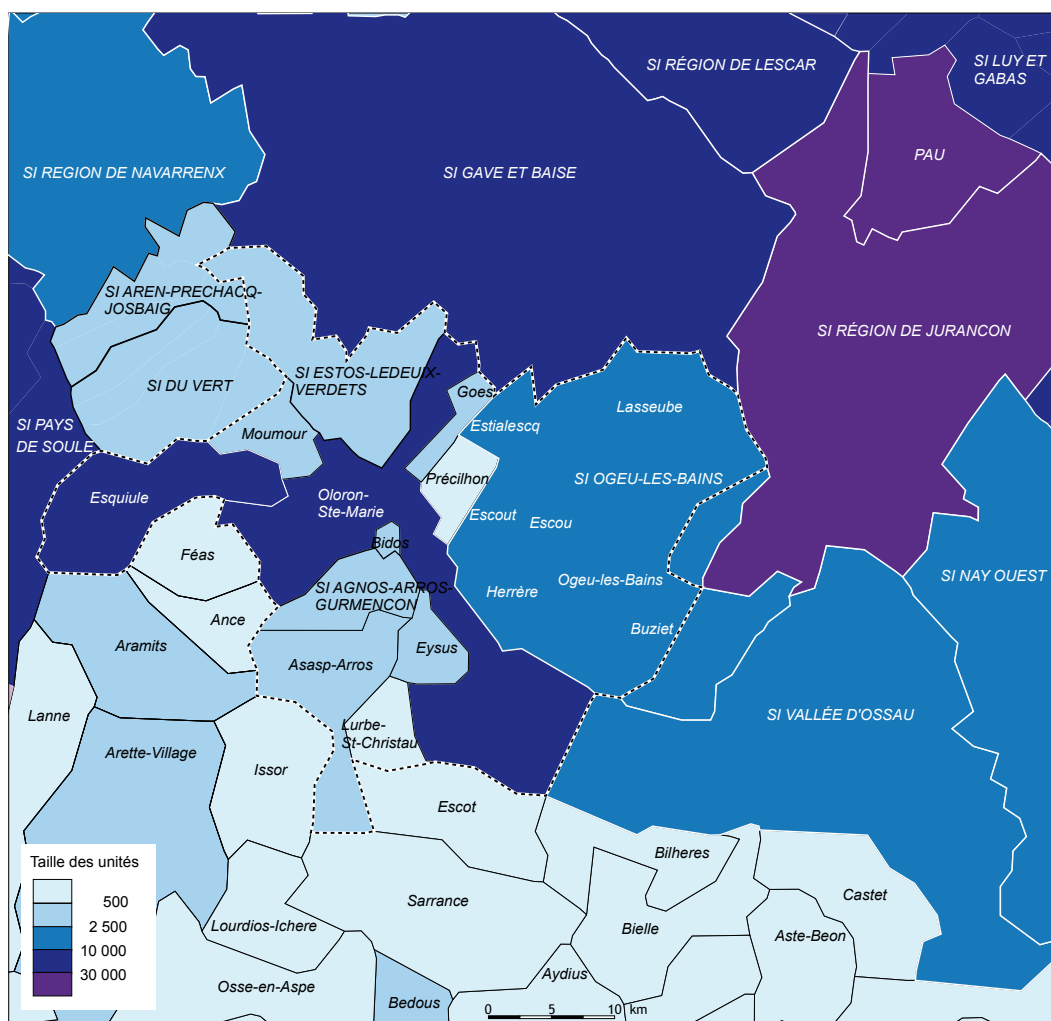 SI RÉGION DE LESCAR
SI LUY ET
GABAS
PAU
SI REGION DE NAVARRENX
SI GAVE ET BAISE
SI AREN-PRECHACQ-
JOSBAIG
SI RÉGION DE JURANCON
SI ESTOS-LEDEUIX-
VERDETS
SI DU VERT
Goes
Lasseube
SI PAYS
DE SOULE
Moumour
Estialescq
Précilhon
SI OGEU-LES-BAINS
Esquiule
Oloron-
Ste-Marie
Escout
Escou
Féas
Bidos
SI NAY OUEST
SI AGNOS-ARROS-
GURMENCON
Ogeu-les-Bains
Herrère
Ance
Buziet
Aramits
Eysus
Asasp-Arros
Lanne
SI VALLÉE D'OSSAU
Lurbe-
St-Christau
Arette-Village
Issor
Escot
Bilheres
Castet
Sarrance
Lourdios-Ichere
Bielle
Aste-Beon
Aydius
Osse-en-Aspe
Bedous
Taille des unités
500
2 500
10 000
30 000
0 5 10 km